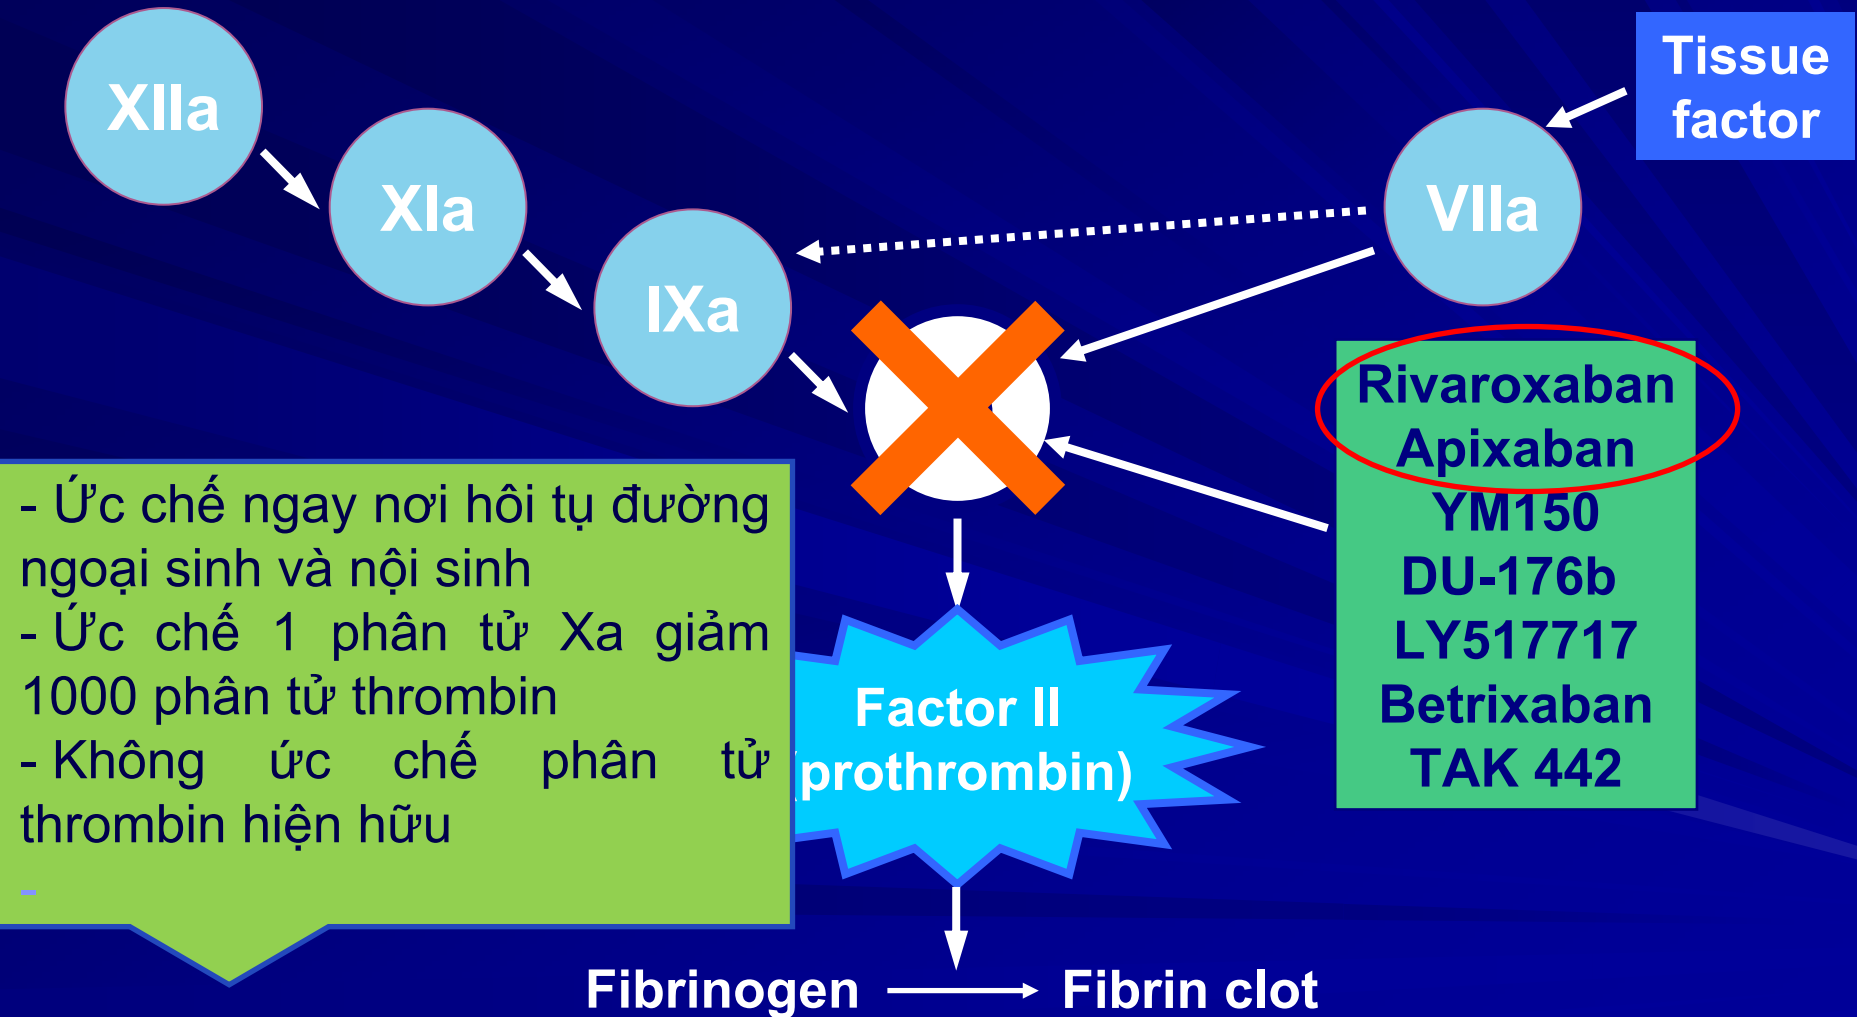 Tissue
factor
XIIa
XIa
IXa
VIIa
Rivaroxaban
Apixaban
YM150
DU-176b
LY517717
Betrixaban
TAK 442
- Ức chế ngay nơi hôi tụ đường
ngoại sinh và nội sinh
- Ức chế 1 phân tử Xa giảm
1000 phân tử thrombin
- Không ức chế phân tử
thrombin hiện hữu
-
Factor II
(prothrombin)
Fibrinogen
Fibrin clot